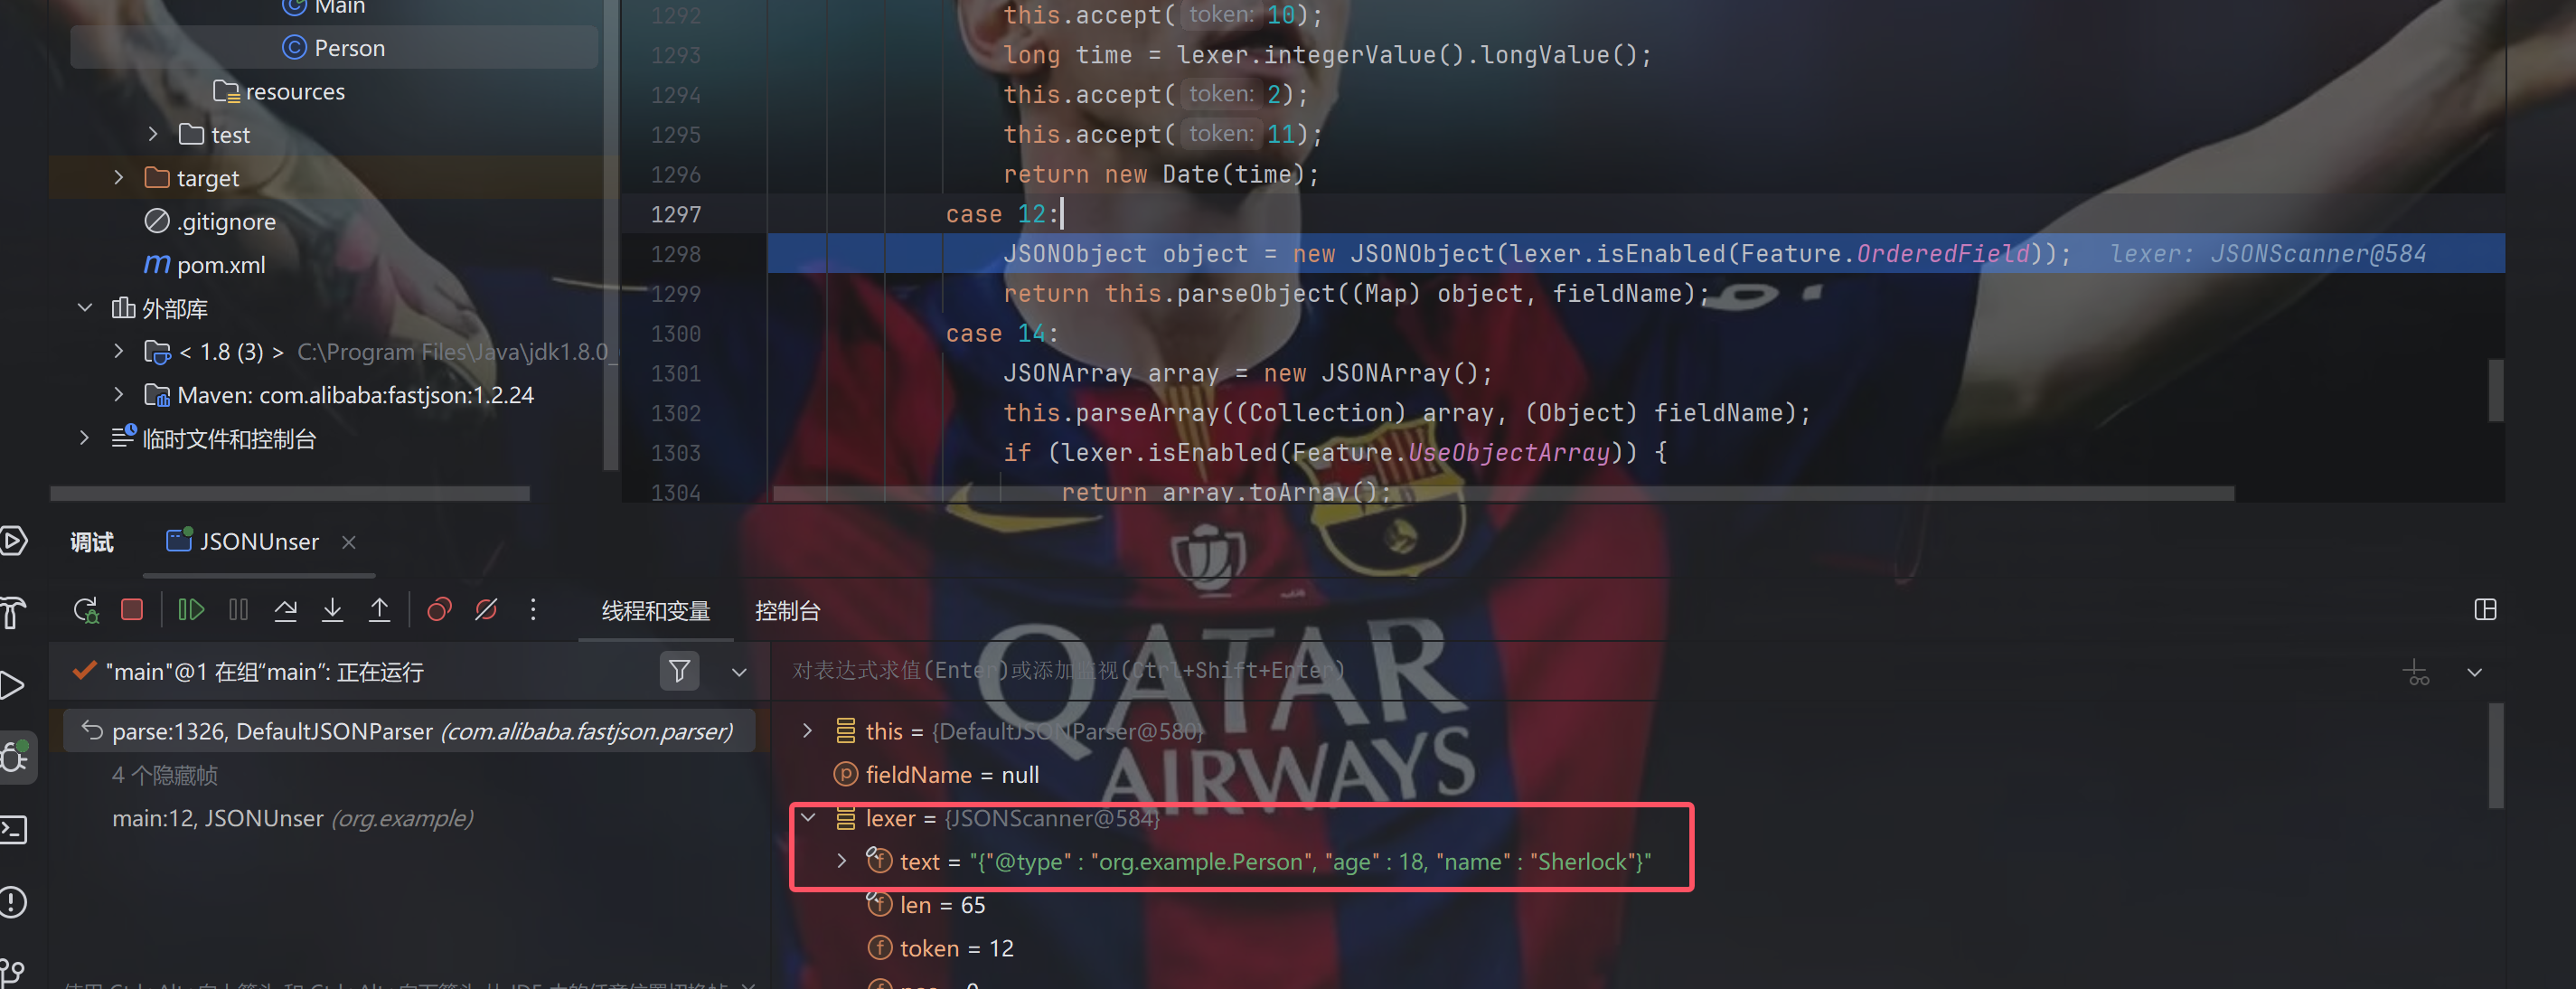 Main
Person
resources
test
target
.gitignore
pom.xml
外部库
< 1.8 (3) > C:\Program Files\Java\jdk1.8.0_
Maven: com.alibaba:fastjson:1.2.24
临时文件和控制台
1292 this.accept( token: 10);
1293 long time = lexer.integerValue().longValue();
1294 this.accept( token: 2);
1295 this.accept( token: 11);
1296 return new Date(time);
1297 case 12:
1298 JSONObject object = new JSONObject(lexer.isEnabled(Feature.OrderedField)); lexer: JSONScanner@584
1299 return this.parseObject((Map) object, fieldName);
1300 case 14:
1301 JSONArray array = new JSONArray();
1302 this.parseArray((Collection) array, (Object) fieldName);
1303 if (lexer.isEnabled(Feature.UseObjectArray)) {
1304 return array.toArray();
调试 JSONUnser
线程和变量 控制台
"main"@1 在组“main”: 正在运行
对表达式求值(Enter)或添加监视(Ctrl+Shift+Enter)
parse:1326, DefaultJSONParser (com.alibaba.fastjson.parser)
4 个隐藏帧
main:12, JSONUnser (org.example)
this = {DefaultJSONParser@580}
fieldName = null
lexer = {JSONScanner@584}
text = "{"@type" : "org.example.Person", "age" : 18, "name" : "Sherlock"}"
len = 65
token = 12
QATAR
AIRWAYS